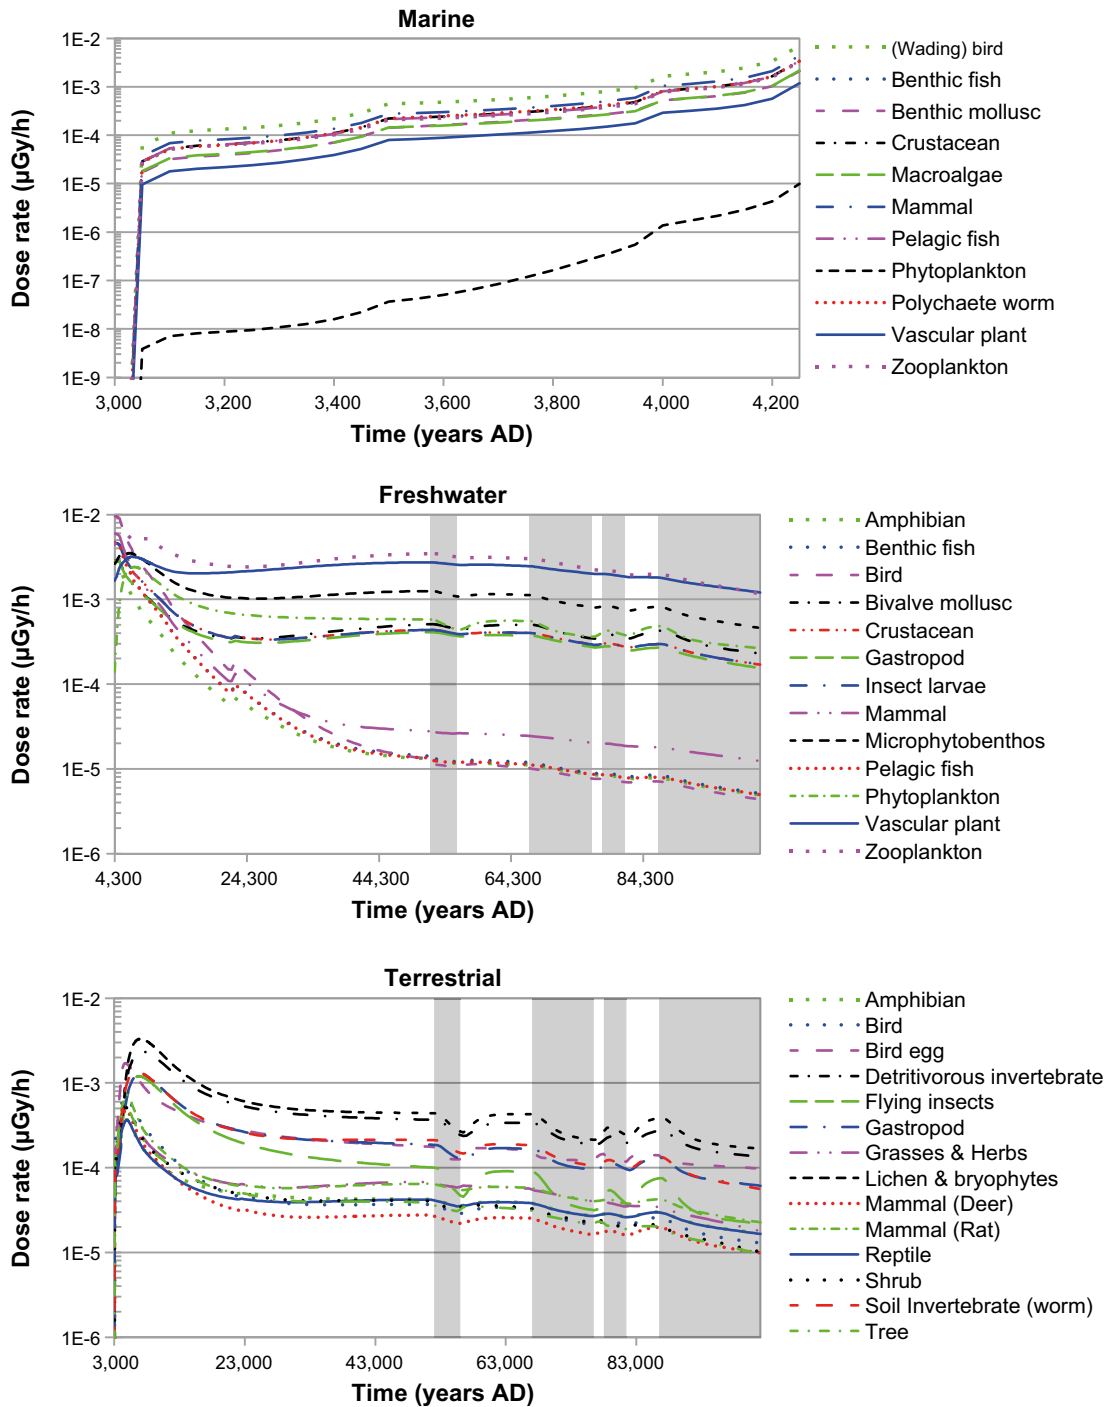 Marine
Dose rate (µGy/h)
1E-2
1E-3
1E-4
1E-5
1E-6
1E-7
1E-8
1E-9
3,000 3,200 3,400 3,600 3,800 4,000 4,200
Time (years AD)
(Wading) bird
Benthic fish
Benthic mollusc
Crustacean
Macroalgae
Mammal
Pelagic fish
Phytoplankton
Polychaete worm
Vascular plant
Zooplankton
Freshwater
Dose rate (µGy/h)
1E-2
1E-3
1E-4
1E-5
1E-6
4,300 24,300 44,300 64,300 84,300
Time (years AD)
Amphibian
Benthic fish
Bird
Bivalve mollusc
Crustacean
Gastropod
Insect larvae
Mammal
Microphytobenthos
Pelagic fish
Phytoplankton
Vascular plant
Zooplankton
Terrestrial
Dose rate (µGy/h)
1E-2
1E-3
1E-4
1E-5
1E-6
3,000 23,000 43,000 63,000 83,000
Time (years AD)
Amphibian
Bird
Bird egg
Detritivorous invertebrate
Flying insects
Gastropod
Grasses & Herbs
Lichen & bryophytes
Mammal (Deer)
Mammal (Rat)
Reptile
Shrub
Soil Invertebrate (worm)
Tree